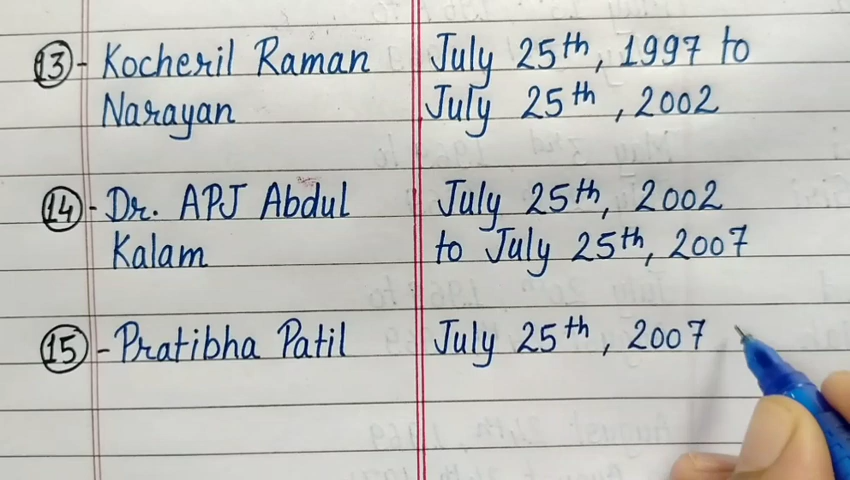 13 - Kocheril Raman July 25th, 1997 to
Narayan July 25th, 2002
14 - Dr. APJ Abdul July 25th, 2002
Kalam to July 25th, 2007
15 - Pratibha Patil July 25th, 2007